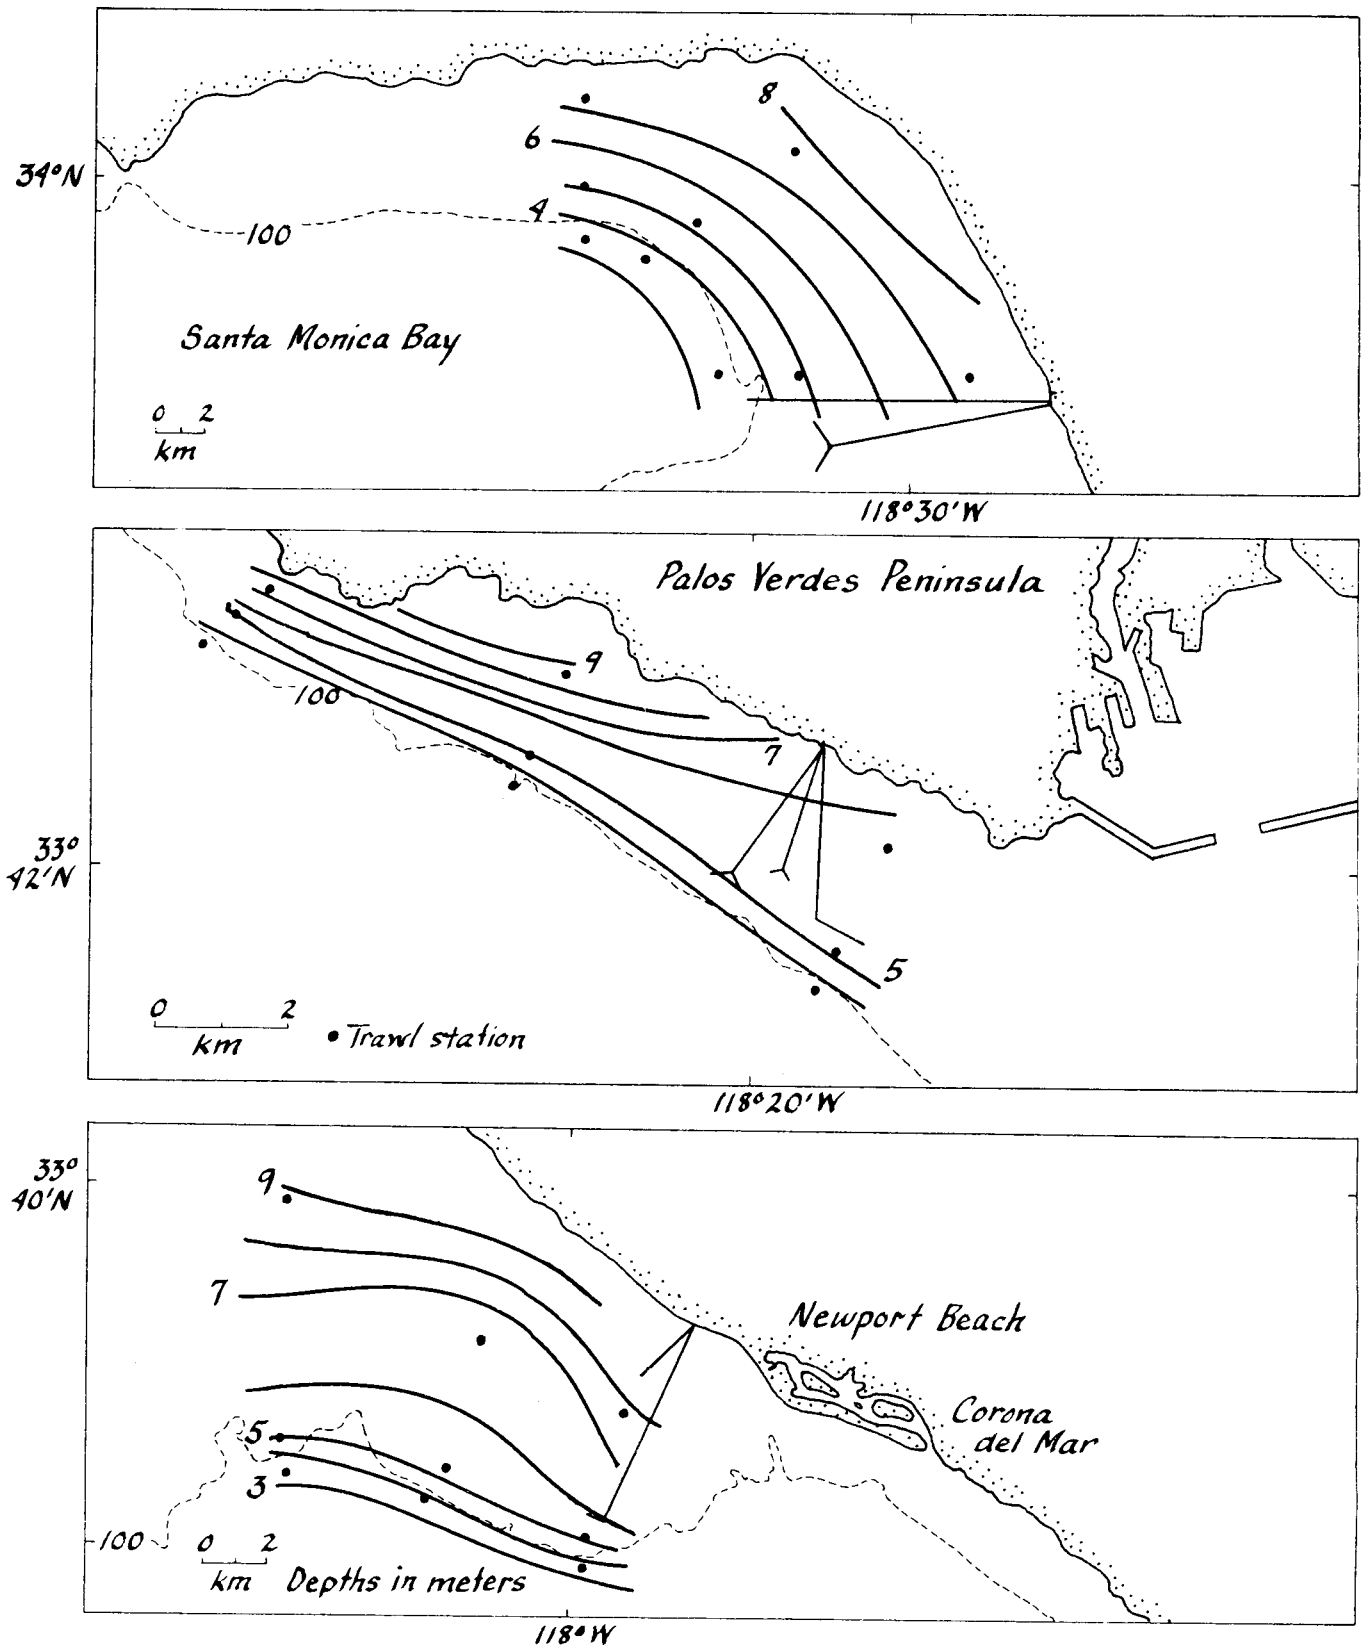 8
6
34°N
4
100
Santa Monica Bay
0 2
km
118°30'W
Palos Verdes Peninsula
9
100
7
33°
42'N
5
0 2
km
• Trawl station
118°20'W
33°
40'N
9
7
Newport Beach
Corona
del Mar
5
3
100
0 2
km
Depths in meters
118°W